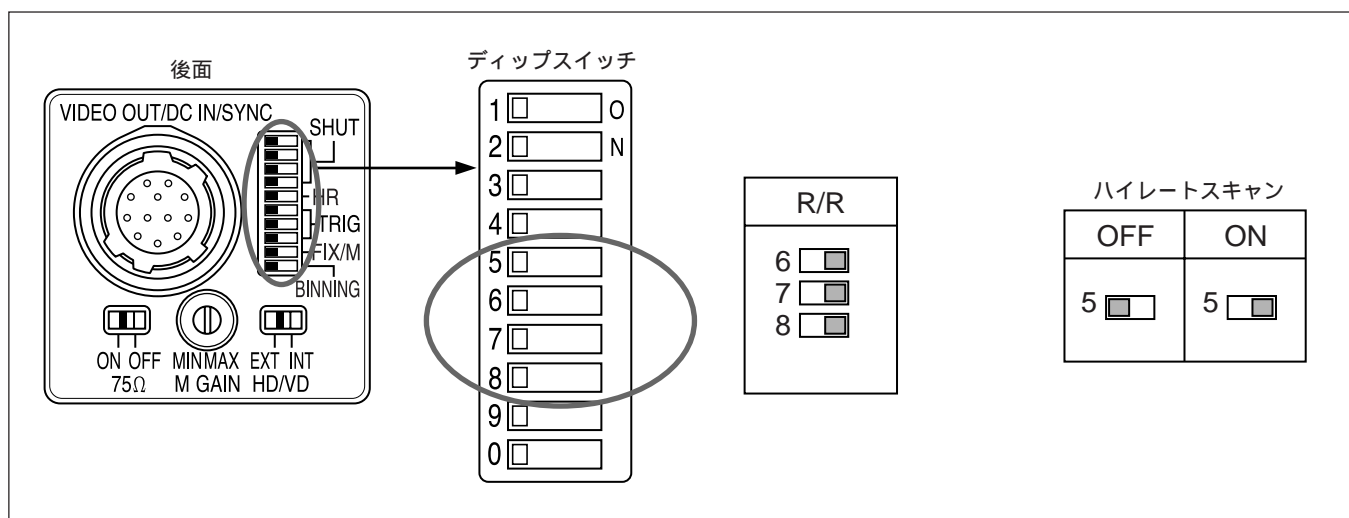 後面
VIDEO OUT/DC IN/SYNC
SHUT
HR
TRIG
FIX/M
BINNING
ON OFF
75Ω
MIN MAX
M GAIN
EXT INT
HD/VD
ディップスイッチ
1 O
2 N
3
4
5
6
7
8
9
0
R/R
6
7
8
ハイレートスキャン
OFF ON
5 5